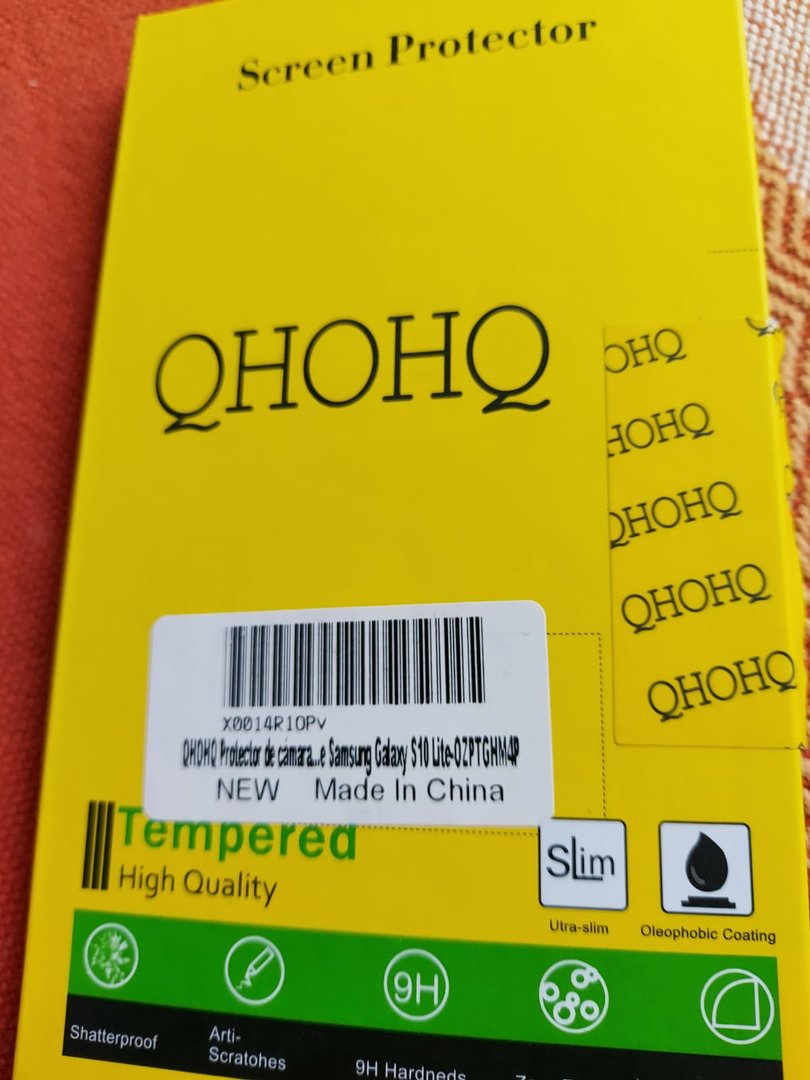 Screen Protector
QHOHQ
OHQ
HOHQ
QHOHQ
QHOHQ
QHOHQ
X0014R1OPv
QHOHQ Protector de cámara...e Samsung Galaxy S10 Lite-OZPTGHM4P
NEW Made In China
Tempered
High Quality
SLim
Utra-slim
Oleophobic Coating
9H
Shatterproof
Arti-
Scratohes
9H Hardneds